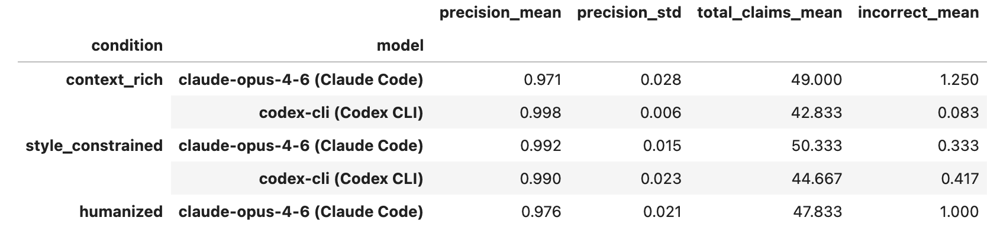 precision_mean precision_std total_claims_mean incorrect_mean
condition model
context_rich claude-opus-4-6 (Claude Code) 0.971 0.028 49.000 1.250
codex-cli (Codex CLI) 0.998 0.006 42.833 0.083
style_constrained claude-opus-4-6 (Claude Code) 0.992 0.015 50.333 0.333
codex-cli (Codex CLI) 0.990 0.023 44.667 0.417
humanized claude-opus-4-6 (Claude Code) 0.976 0.021 47.833 1.000